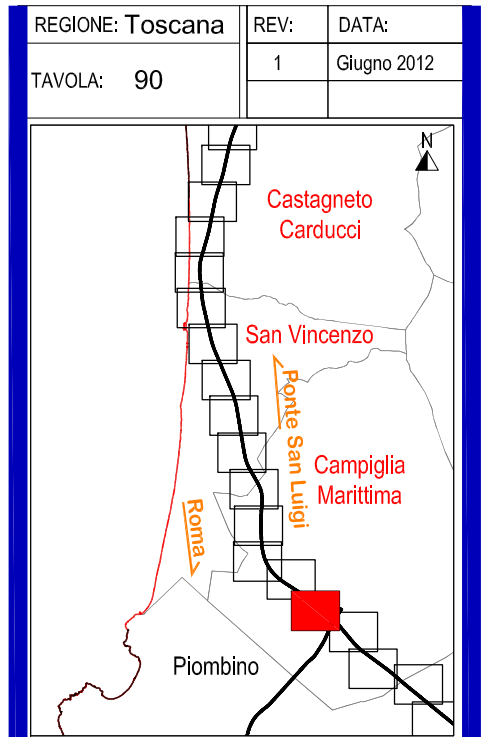 REGIONE: Toscana
REV:
DATA:
TAVOLA: 90
1
Giugno 2012
N
Castagneto
Carducci
San Vincenzo
Ponte San Luigi
Campiglia
Marittima
Roma
Piombino